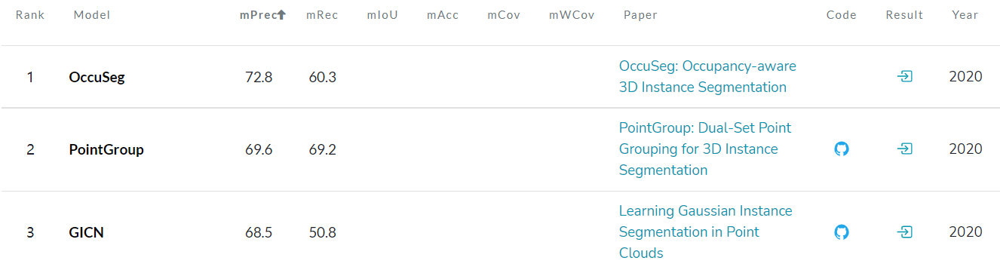 Rank Model mPrec↑ mRec mIoU mAcc mCov mWCov Paper Code Result Year
1 OccuSeg 72.8 60.3 OccuSeg: Occupancy-aware 2020
3D Instance Segmentation
2 PointGroup 69.6 69.2 PointGroup: Dual-Set Point 2020
Grouping for 3D Instance
Segmentation
3 GICN 68.5 50.8 Learning Gaussian Instance 2020
Segmentation in Point
Clouds